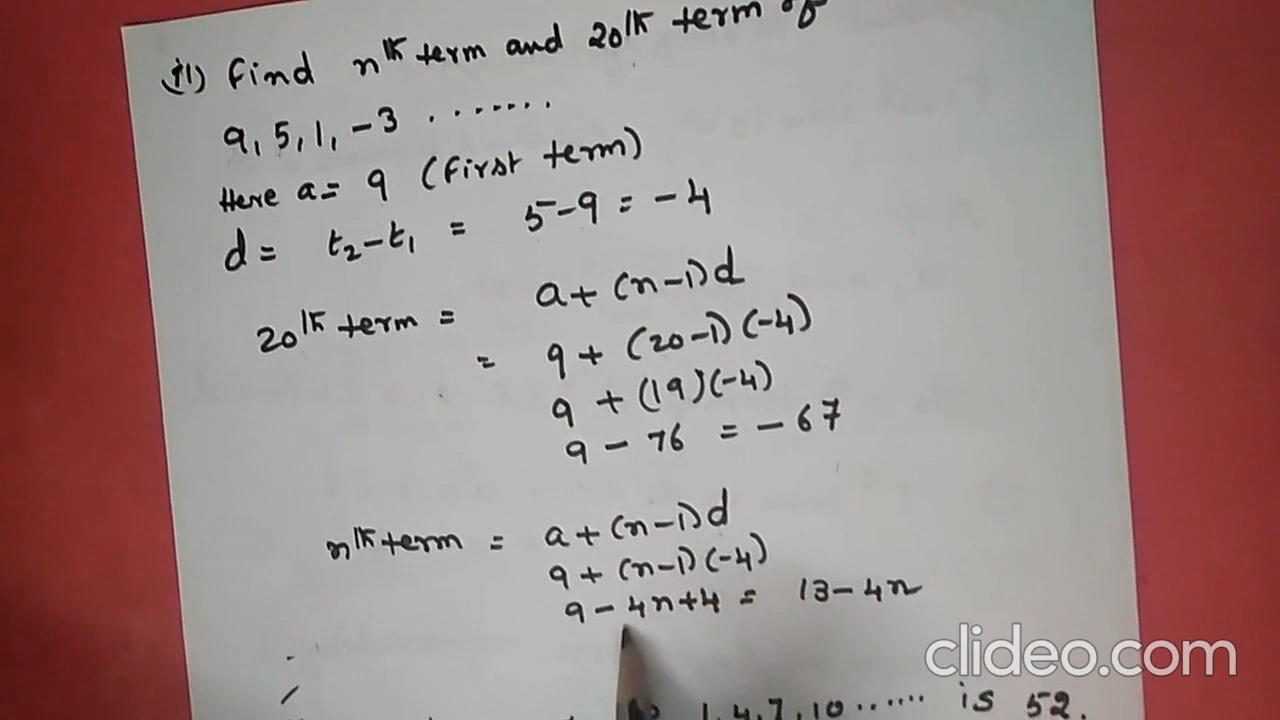 ii) Find nth term and 20th term of
9, 5, 1, -3 ........
Here a = 9 (First term)
d = t₂-t₁ = 5-9 = -4
20th term = a+(n-1)d
= 9+(20-1)(-4)
9+(19)(-4)
9-76 = -67
nth term = a+(n-1)d
9+(n-1)(-4)
9-4n+4 = 13-4n
1, 4, 7, 10 ...... is 52.
clideo.com